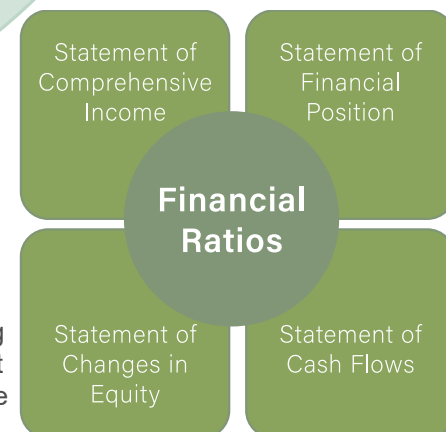 Statement of
Comprehensive
Income
Statement of
Financial
Position
Financial
Ratios
Statement of
Changes in
Equity
Statement of
Cash Flows